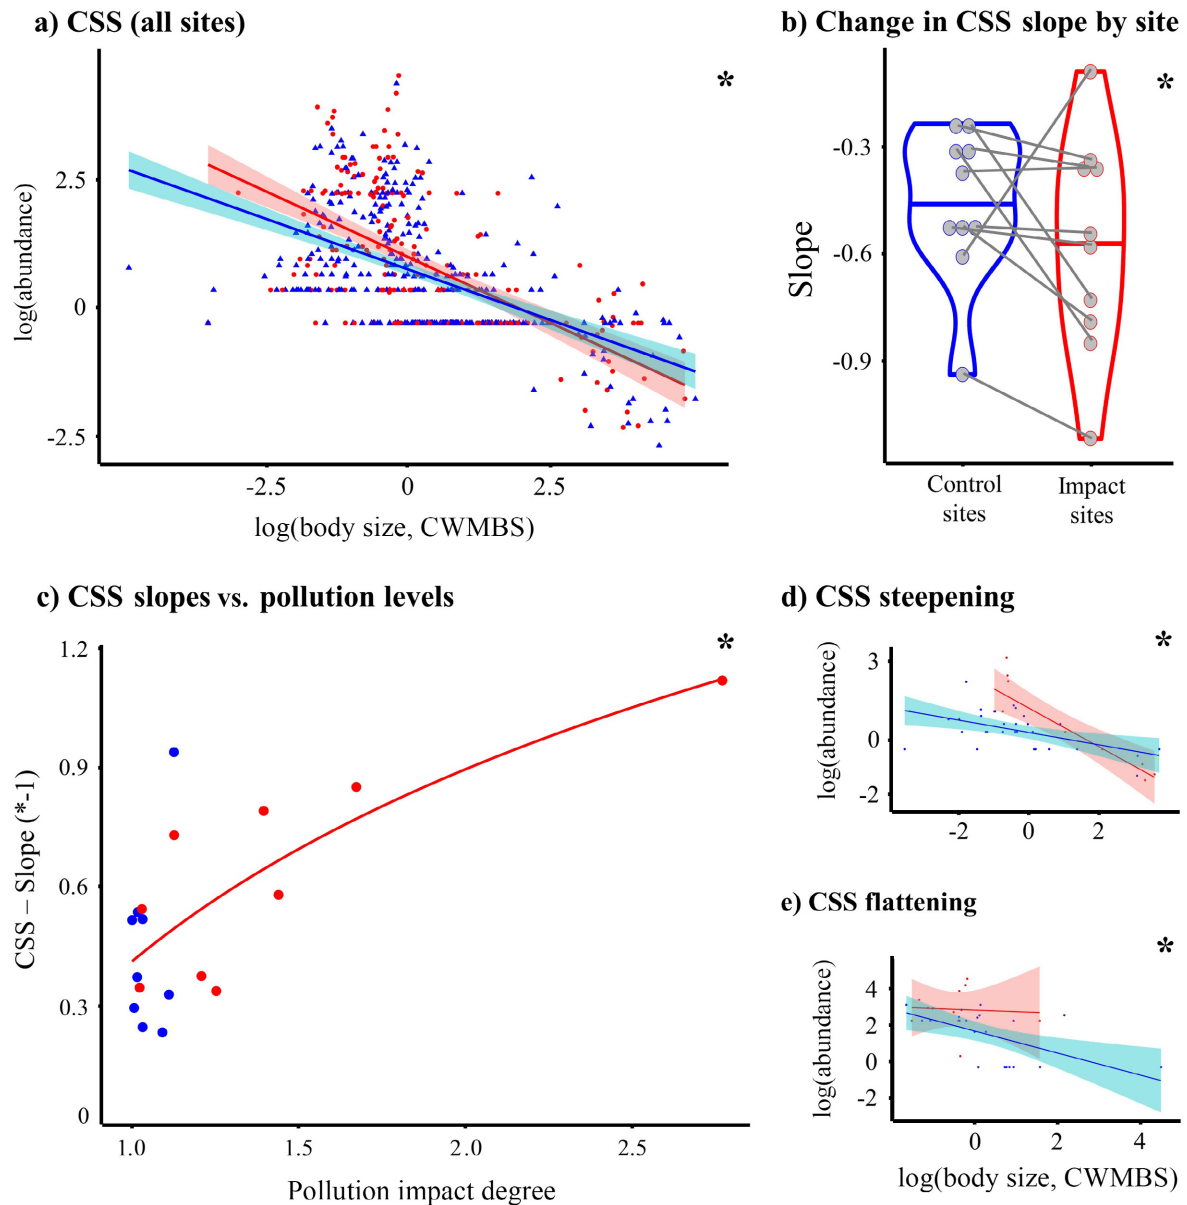 a) CSS (all sites)
*
log(abundance)
2.5
0
-2.5
-2.5 0 2.5
log(body size, CWMBS)
b) Change in CSS slope by site
*
Slope
-0.3
-0.6
-0.9
Control sites
Impact sites
c) CSS slopes vs. pollution levels
*
CSS – Slope (*-1)
1.2
0.9
0.6
0.3
0
1.0 1.5 2.0 2.5
Pollution impact degree
d) CSS steepening
*
log(abundance)
3
0
-2
-2 0 2
e) CSS flattening
*
log(abundance)
4
2
0
-2
0 2 4
log(body size, CWMBS)